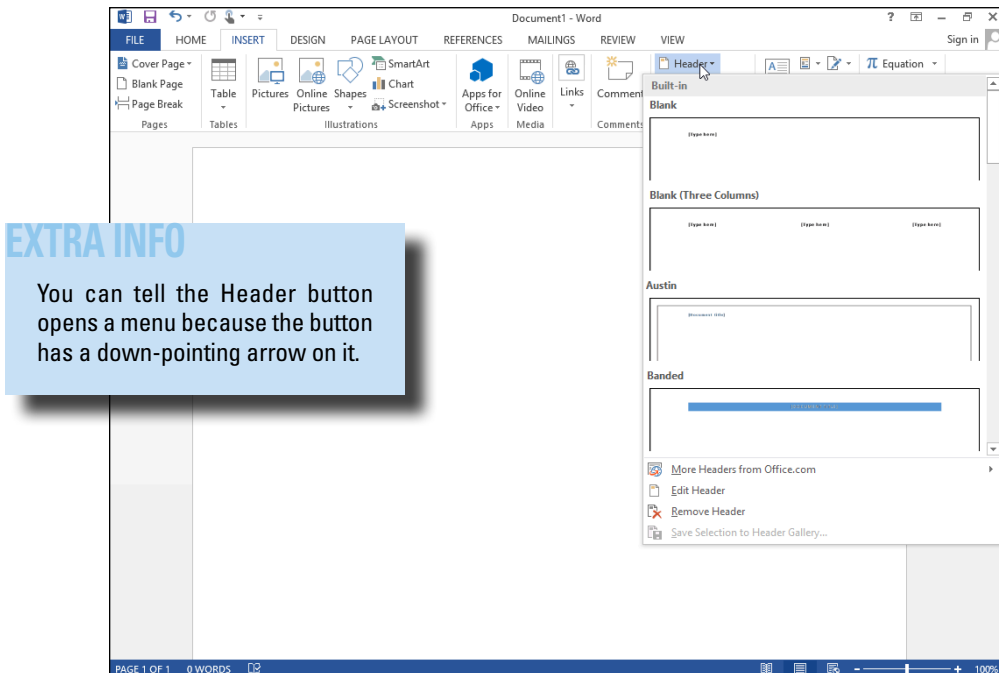 Document1 - Word
FILE HOME INSERT DESIGN PAGE LAYOUT REFERENCES MAILINGS REVIEW VIEW Sign in
Cover Page
Blank Page
Page Break
Pages
Table
Tables
Pictures Online Pictures Shapes
SmartArt
Chart
Screenshot
Illustrations
Apps for Office
Apps
Online Video
Media
Links
Comment
Comments
Header
Equation
Built-in
Blank
[Type here]
Blank (Three Columns)
[Type here] [Type here] [Type here]
Austin
[Document title]
Banded
More Headers from Office.com
Edit Header
Remove Header
Save Selection to Header Gallery...
EXTRA INFO
You can tell the Header button
opens a menu because the button
has a down-pointing arrow on it.
PAGE 1 OF 1 0 WORDS 100%